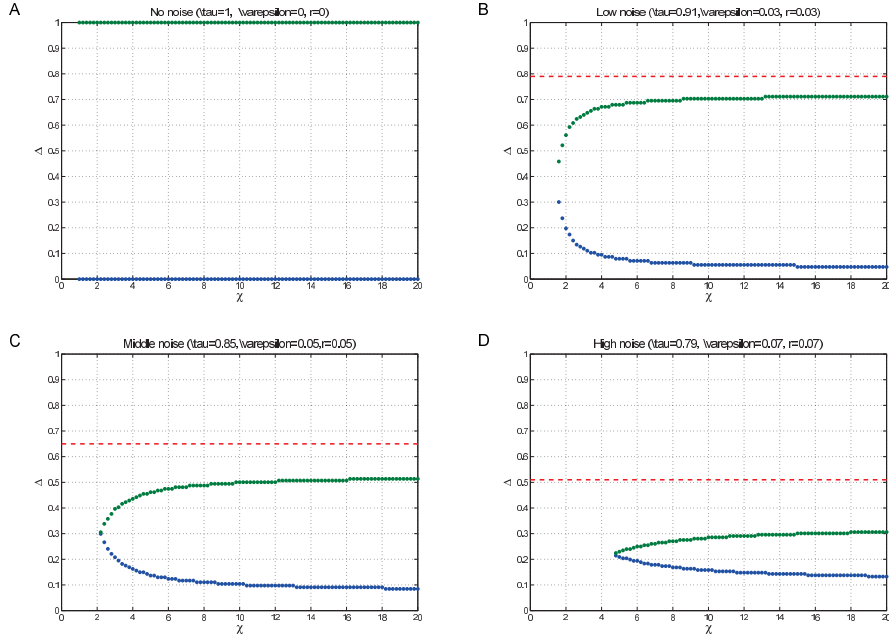 A
No noise (\tau=1, \varepsilon=0, r=0)
1
0.9
0.8
0.7
0.6
0.5
0.4
0.3
0.2
0.1
0
Δ
0 2 4 6 8 10 12 14 16 18 20
χ
B
Low noise (\tau=0.91,\varepsilon=0.03, r=0.03)
1
0.9
0.8
0.7
0.6
0.5
0.4
0.3
0.2
0.1
0
Δ
0 2 4 6 8 10 12 14 16 18 20
χ
C
Middle noise (\tau=0.85,\varepsilon=0.05,r=0.05)
1
0.9
0.8
0.7
0.6
0.5
0.4
0.3
0.2
0.1
0
Δ
0 2 4 6 8 10 12 14 16 18 20
χ
D
High noise (\tau=0.79, \varepsilon=0.07, r=0.07)
1
0.9
0.8
0.7
0.6
0.5
0.4
0.3
0.2
0.1
0
Δ
0 2 4 6 8 10 12 14 16 18 20
χ